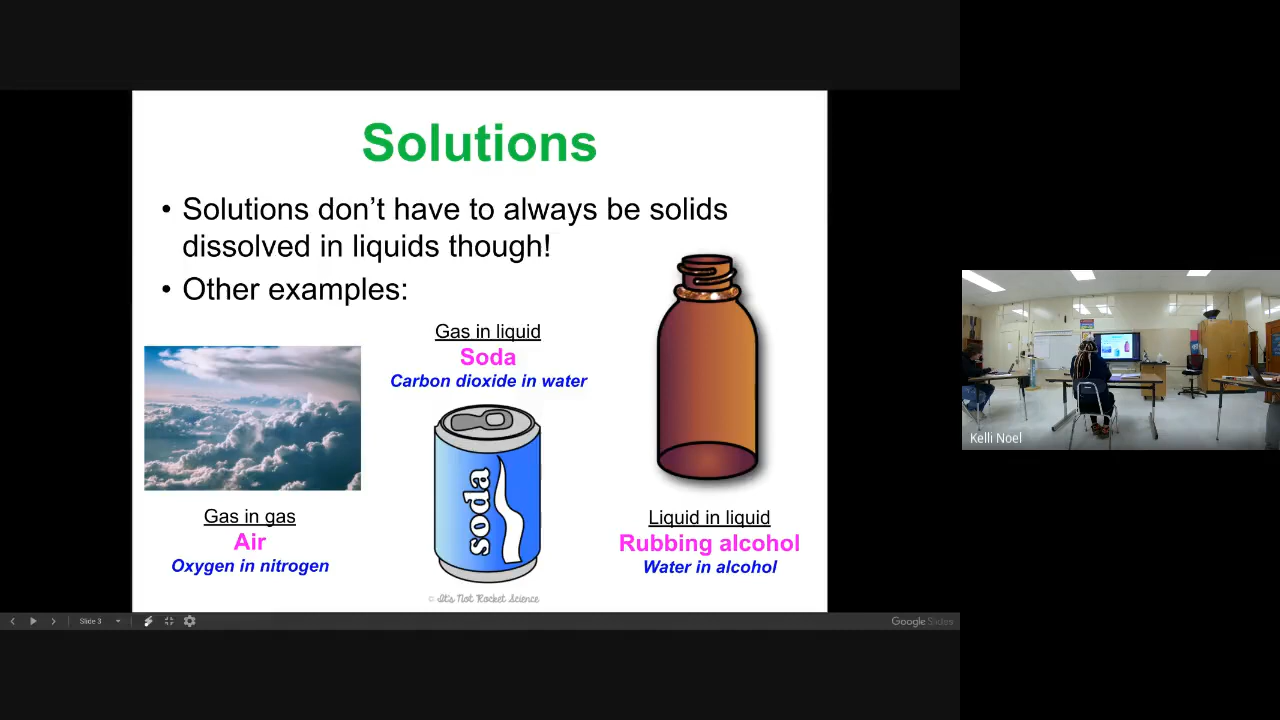 Solutions
• Solutions don't have to always be solids
dissolved in liquids though!
• Other examples:
Gas in liquid
Soda
Carbon dioxide in water
soda
Gas in gas
Air
Oxygen in nitrogen
Liquid in liquid
Rubbing alcohol
Water in alcohol
© It's Not Rocket Science
Slide 3
Google Slides
Kelli Noel